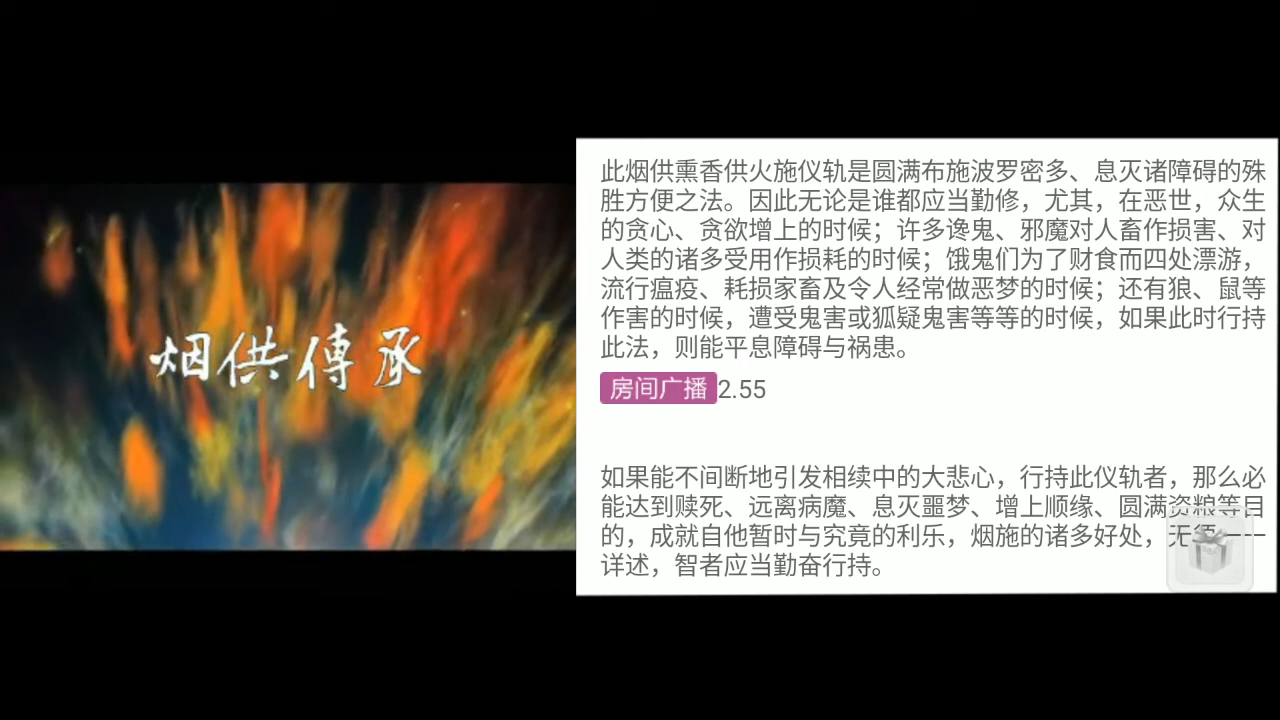 烟供傳承
此烟供熏香供火施仪轨是圆满布施波罗密多、息灭诸障碍的殊
胜方便之法。因此无论是谁都应当勤修，尤其，在恶世，众生
的贪心、贪欲增上的时候；许多谗鬼、邪魔对人畜作损害、对
人类的诸多受用作损耗的时候；饿鬼们为了财食而四处漂游，
流行瘟疫、耗损家畜及令人经常做恶梦的时候；还有狼、鼠等
作害的时候，遭受鬼害或狐疑鬼害等等的时候，如果此时行持
此法，则能平息障碍与祸患。
房间广播2.55
如果能不间断地引发相续中的大悲心，行持此仪轨者，那么必
能达到赎死、远离病魔、息灭噩梦、增上顺缘、圆满资粮等目
的，成就自他暂时与究竟的利乐，烟施的诸多好处，无须一一
详述，智者应当勤奋行持。